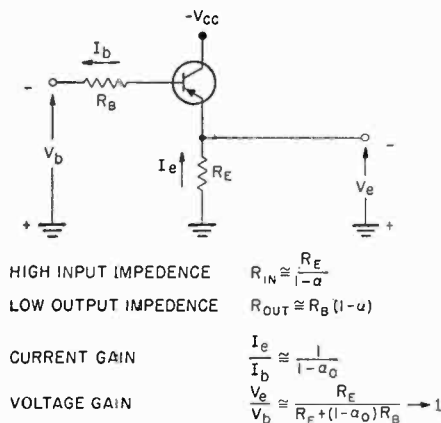 -VCC
Ib
-
RB
Vb
+
Ie
RE
-
Ve
+
HIGH INPUT IMPEDENCE RIN ≅ RE / 1-α
LOW OUTPUT IMPEDENCE ROUT ≅ RB (1-α)
CURRENT GAIN Ie / Ib ≅ 1 / 1-α0
VOLTAGE GAIN Ve / Vb ≅ RE / RE+(1-α0) RB → 1